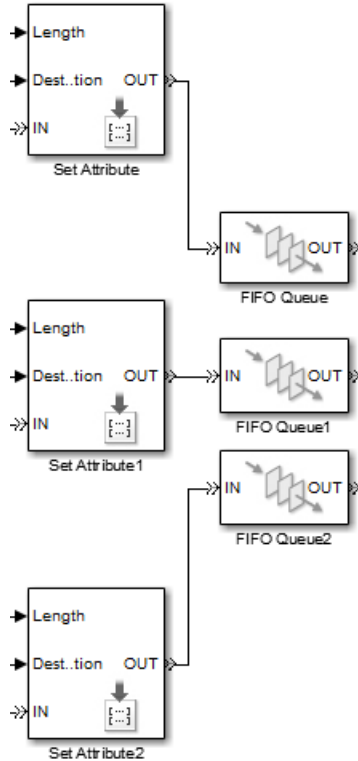 Length
Dest..tion OUT
IN
[:::]
Set Attribute
IN OUT
FIFO Queue
Length
Dest..tion OUT
IN
[:::]
Set Attribute1
IN OUT
FIFO Queue1
IN OUT
FIFO Queue2
Length
Dest..tion OUT
IN
[:::]
Set Attribute2